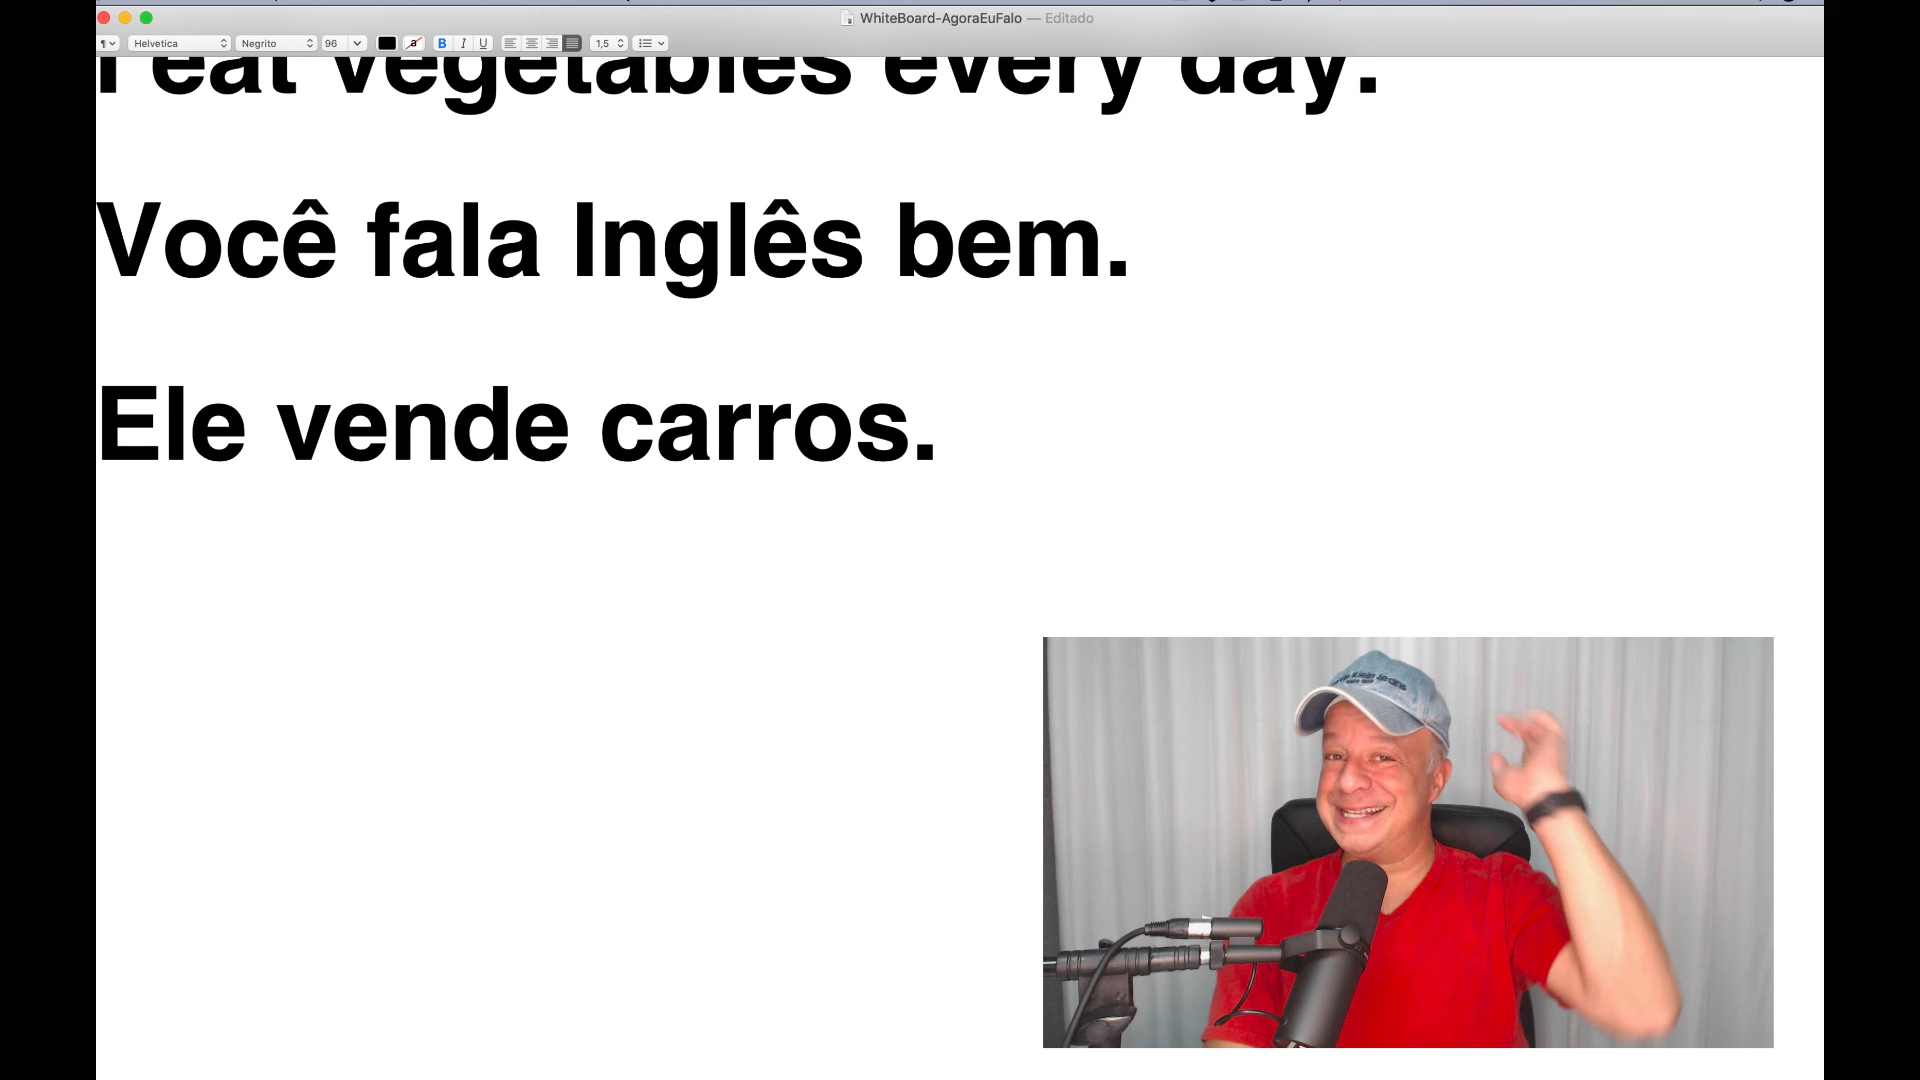 WhiteBoard-AgoraEuFalo — Editado
Helvetica Negrito 96 a B I U 1,5
I eat vegetables every day.
Você fala Inglês bem.
Ele vende carros.